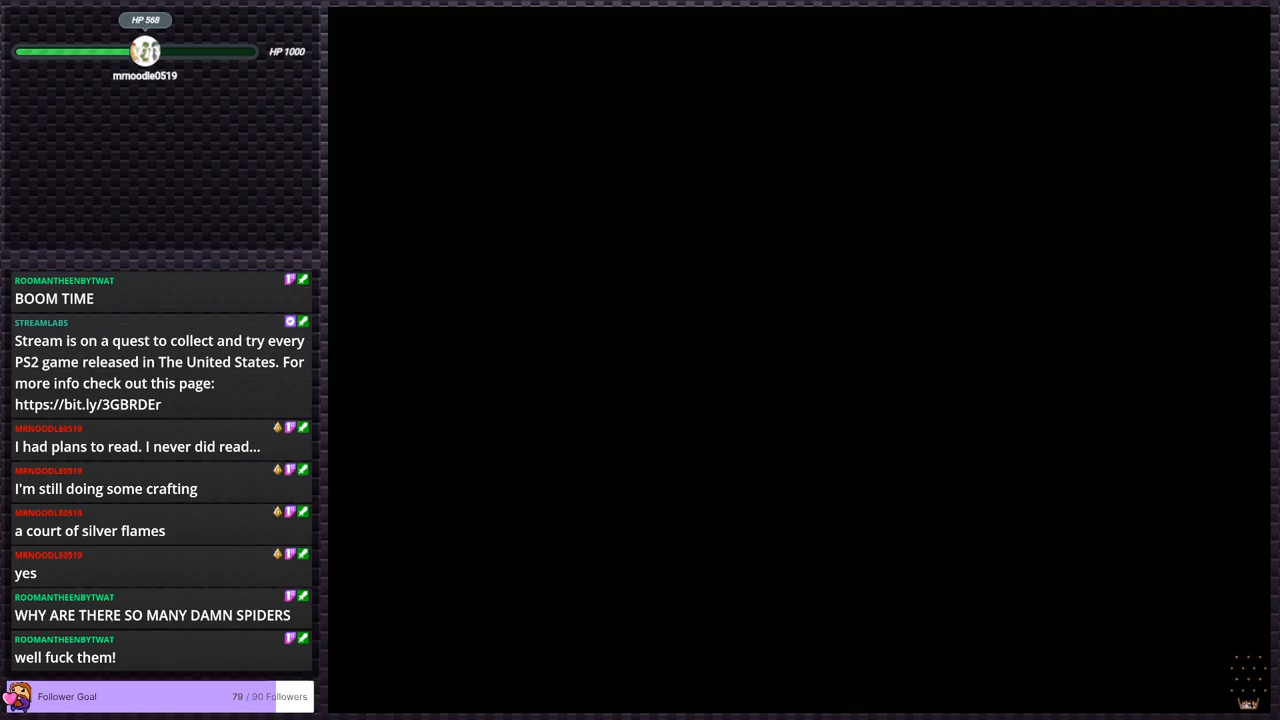 HP 568
HP 1000
mrnoodle0519
ROOMANTHEENBYTWAT
BOOM TIME
STREAMLABS
Stream is on a quest to collect and try every
PS2 game released in The United States. For
more info check out this page:
https://bit.ly/3GBRDEr
MRNOODLE0519
I had plans to read. I never did read...
MRNOODLE0519
I'm still doing some crafting
MRNOODLE0519
a court of silver flames
MRNOODLE0519
yes
ROOMANTHEENBYTWAT
WHY ARE THERE SO MANY DAMN SPIDERS
ROOMANTHEENBYTWAT
well fuck them!
Follower Goal
79 / 90 Followers